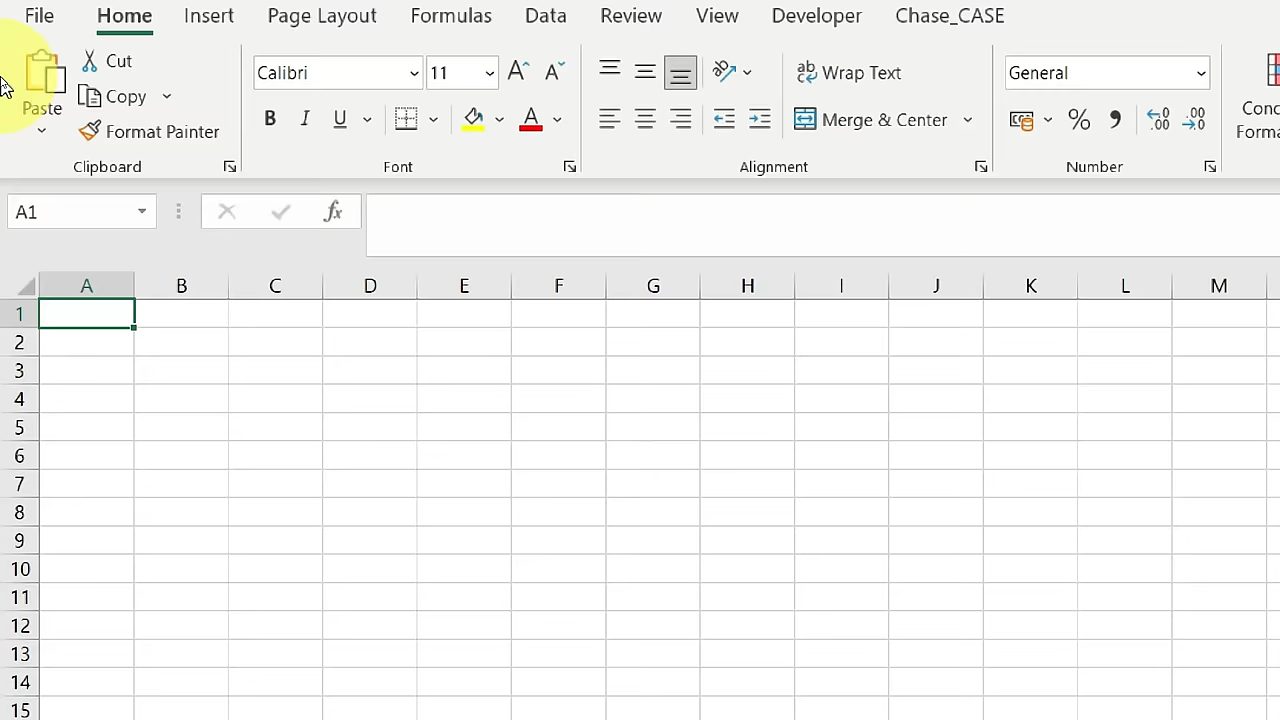 File Home Insert Page Layout Formulas Data Review View Developer Chase_CASE
Paste
Cut
Copy
Format Painter
Clipboard
Calibri 11
B I U
Font
Wrap Text
Merge & Center
Alignment
General
%
Number
A1
fx
A B C D E F G H I J K L M
1
2
3
4
5
6
7
8
9
10
11
12
13
14
15